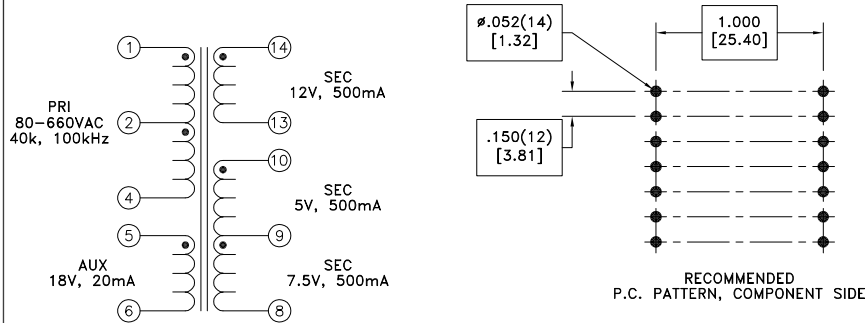 1
14
PRI
80-660VAC
40k, 100kHz
2
4
SEC
12V, 500mA
13
10
SEC
5V, 500mA
5
9
AUX
18V, 20mA
SEC
7.5V, 500mA
6
8
ø.052(14)
[1.32]
1.000
[25.40]
.150(12)
[3.81]
RECOMMENDED
P.C. PATTERN, COMPONENT SIDE